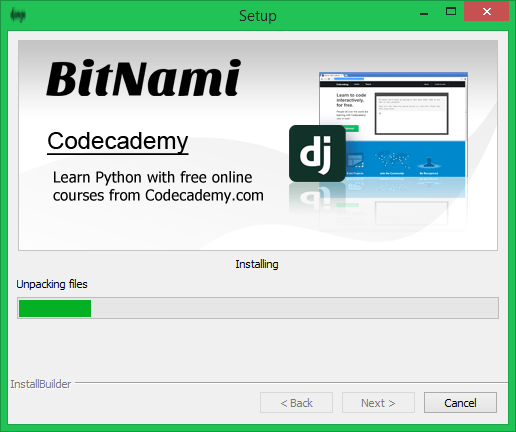 Setup
BitNami
Codecademy
Learn Python with free online
courses from Codecademy.com
Learn to code
interactively,
for free.
dj
Installing
Unpacking files
InstallBuilder
< Back
Next >
Cancel